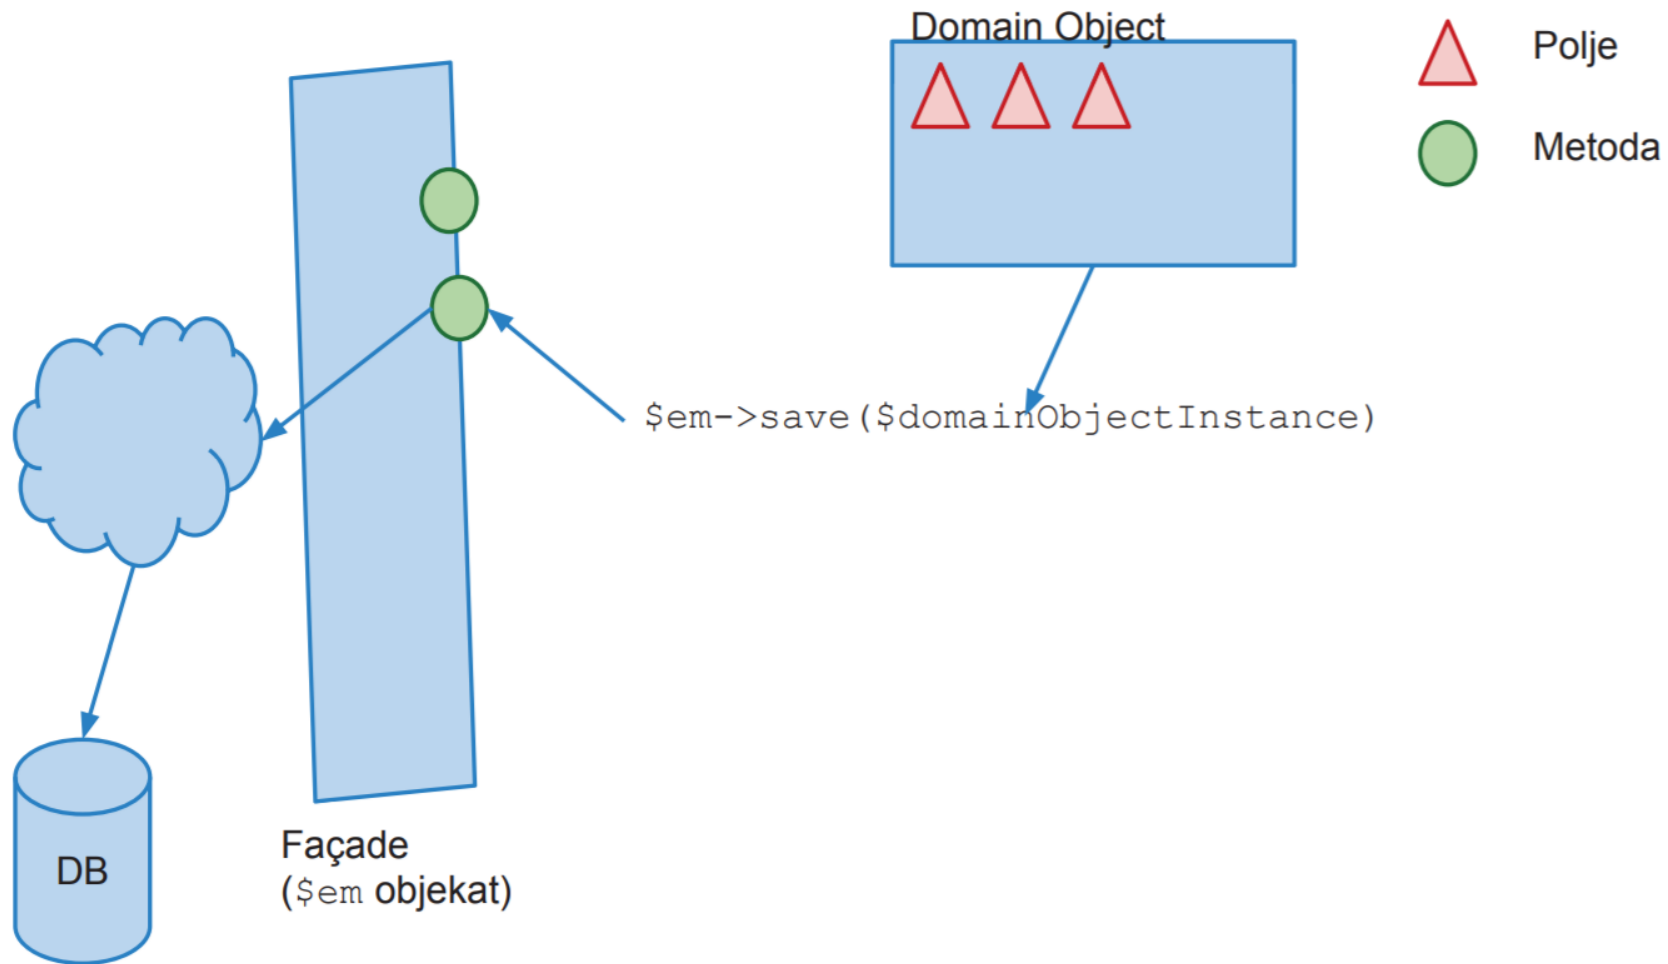 Domain Object
Polje
Metoda
$em->save($domainObjectInstance)
Façade
($em objekat)
DB